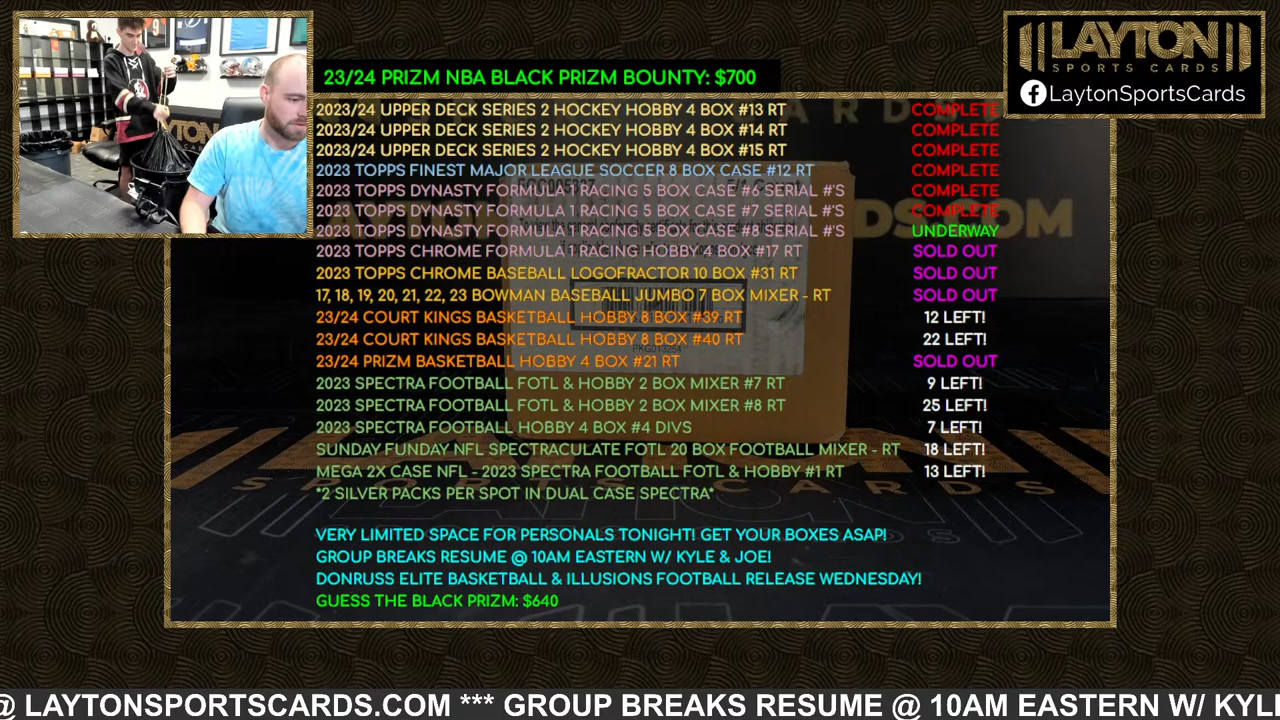 LAYTON
SPORTS CARDS
LaytonSportsCards
23/24 PRIZM NBA BLACK PRIZM BOUNTY: $700
2023/24 UPPER DECK SERIES 2 HOCKEY HOBBY 4 BOX #13 RT COMPLETE
2023/24 UPPER DECK SERIES 2 HOCKEY HOBBY 4 BOX #14 RT COMPLETE
2023/24 UPPER DECK SERIES 2 HOCKEY HOBBY 4 BOX #15 RT COMPLETE
2023 TOPPS FINEST MAJOR LEAGUE SOCCER 8 BOX CASE #12 RT COMPLETE
2023 TOPPS DYNASTY FORMULA 1 RACING 5 BOX CASE #6 SERIAL #'S COMPLETE
2023 TOPPS DYNASTY FORMULA 1 RACING 5 BOX CASE #7 SERIAL #'S COMPLETE
2023 TOPPS DYNASTY FORMULA 1 RACING 5 BOX CASE #8 SERIAL #'S UNDERWAY
2023 TOPPS CHROME FORMULA 1 RACING HOBBY 4 BOX #17 RT SOLD OUT
2023 TOPPS CHROME BASEBALL LOGOFRACTOR 10 BOX #31 RT SOLD OUT
17, 18, 19, 20, 21, 22, 23 BOWMAN BASEBALL JUMBO 7 BOX MIXER - RT SOLD OUT
23/24 COURT KINGS BASKETBALL HOBBY 8 BOX #39 RT 12 LEFT!
23/24 COURT KINGS BASKETBALL HOBBY 8 BOX #40 RT 22 LEFT!
23/24 PRIZM BASKETBALL HOBBY 4 BOX #21 RT SOLD OUT
2023 SPECTRA FOOTBALL FOTL & HOBBY 2 BOX MIXER #7 RT 9 LEFT!
2023 SPECTRA FOOTBALL FOTL & HOBBY 2 BOX MIXER #8 RT 25 LEFT!
2023 SPECTRA FOOTBALL HOBBY 4 BOX #4 DIVS 7 LEFT!
SUNDAY FUNDAY NFL SPECTRACULATE FOTL 20 BOX FOOTBALL MIXER - RT 18 LEFT!
MEGA 2X CASE NFL - 2023 SPECTRA FOOTBALL FOTL & HOBBY #1 RT 13 LEFT!
*2 SILVER PACKS PER SPOT IN DUAL CASE SPECTRA*
VERY LIMITED SPACE FOR PERSONALS TONIGHT! GET YOUR BOXES ASAP!
GROUP BREAKS RESUME @ 10AM EASTERN W/ KYLE & JOE!
DONRUSS ELITE BASKETBALL & ILLUSIONS FOOTBALL RELEASE WEDNESDAY!
GUESS THE BLACK PRIZM: $640
@ LAYTONSPORTSCARDS.COM *** GROUP BREAKS RESUME @ 10AM EASTERN W/ KYL